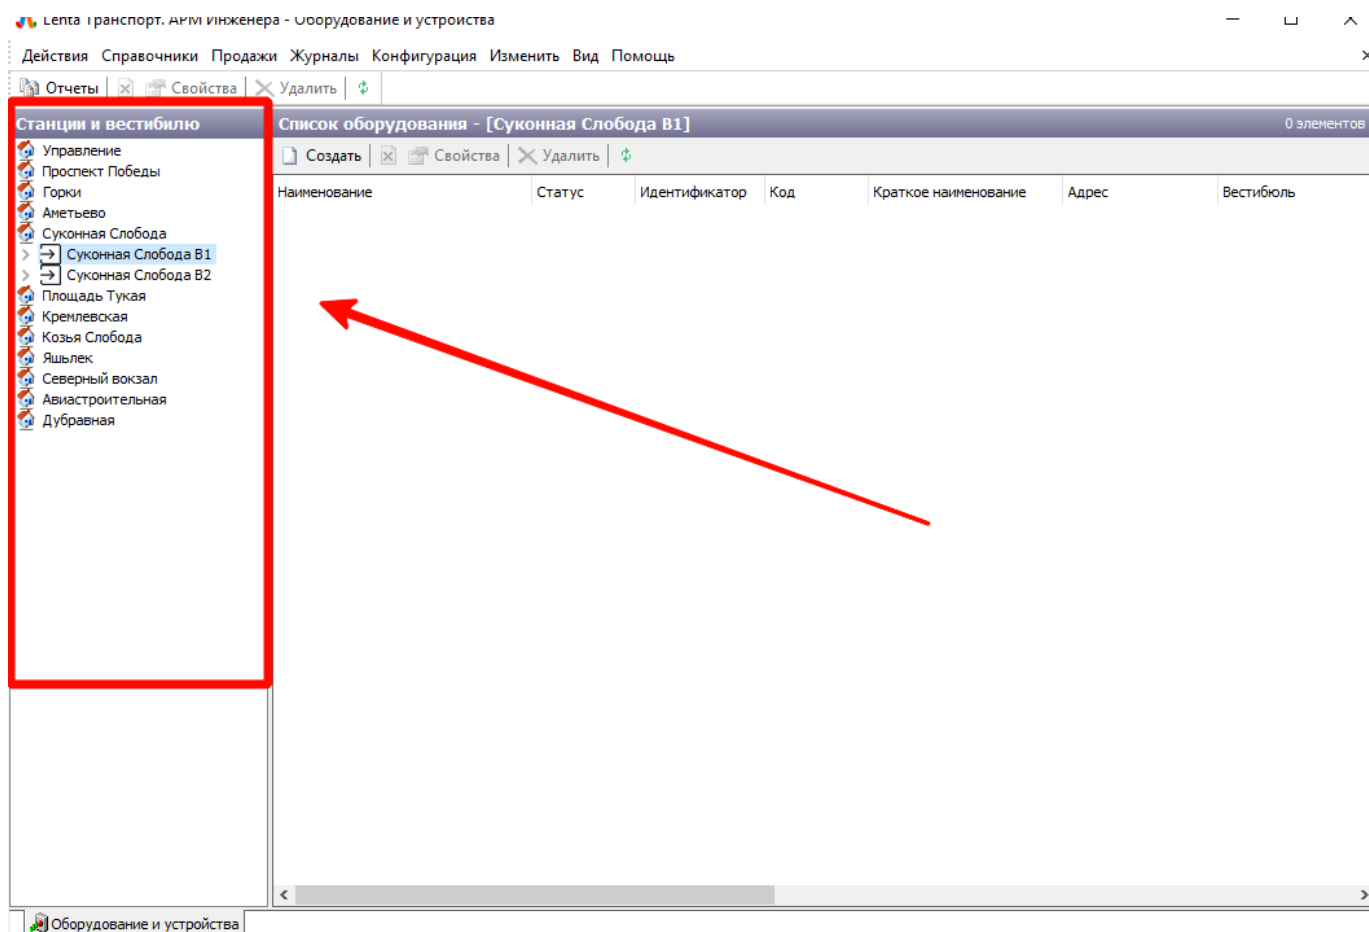 Lenta Транспорт. АРМ Инженера - Оборудование и устройства
Действия Справочники Продажи Журналы Конфигурация Изменить Вид Помощь
Отчеты Свойства Удалить
Станции и вестибилю
Список оборудования - [Суконная Слобода В1] 0 элементов
Управление
Проспект Победы
Горки
Аметьево
Суконная Слобода
Суконная Слобода В1
Суконная Слобода В2
Площадь Тукая
Кремлевская
Козья Слобода
Яшьлек
Северный вокзал
Авиастроительная
Дубравная
Создать Свойства Удалить
Наименование Статус Идентификатор Код Краткое наименование Адрес Вестибюль
Оборудование и устройства